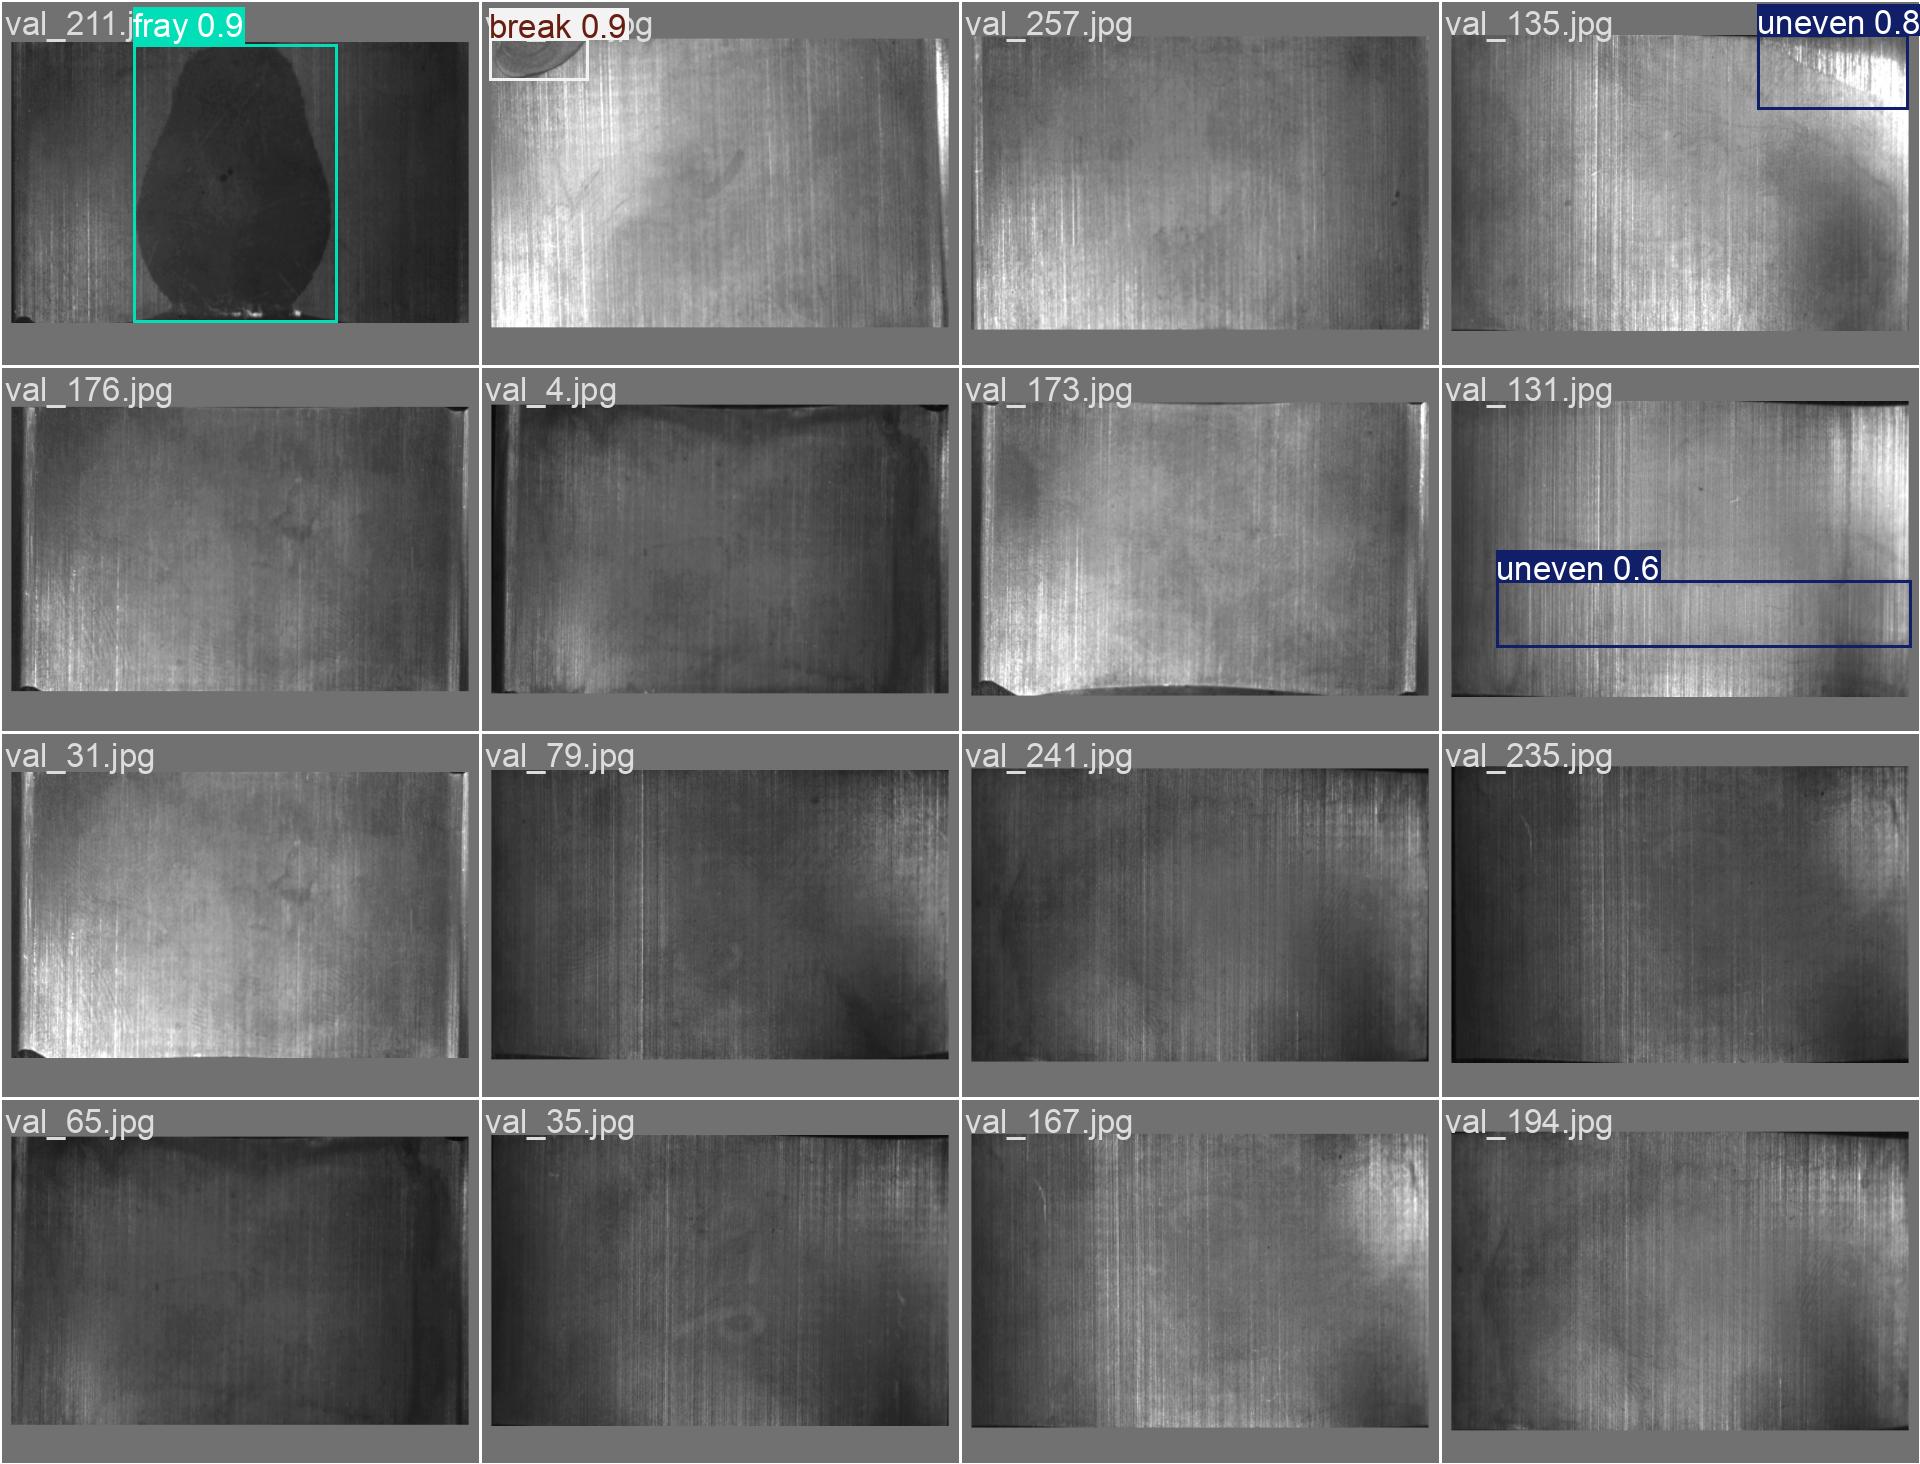 val_211.j
fray 0.9
break 0.9
pg
val_257.jpg
val_135.jpg
uneven 0.8
val_176.jpg
val_4.jpg
val_173.jpg
val_131.jpg
uneven 0.6
val_31.jpg
val_79.jpg
val_241.jpg
val_235.jpg
val_65.jpg
val_35.jpg
val_167.jpg
val_194.jpg